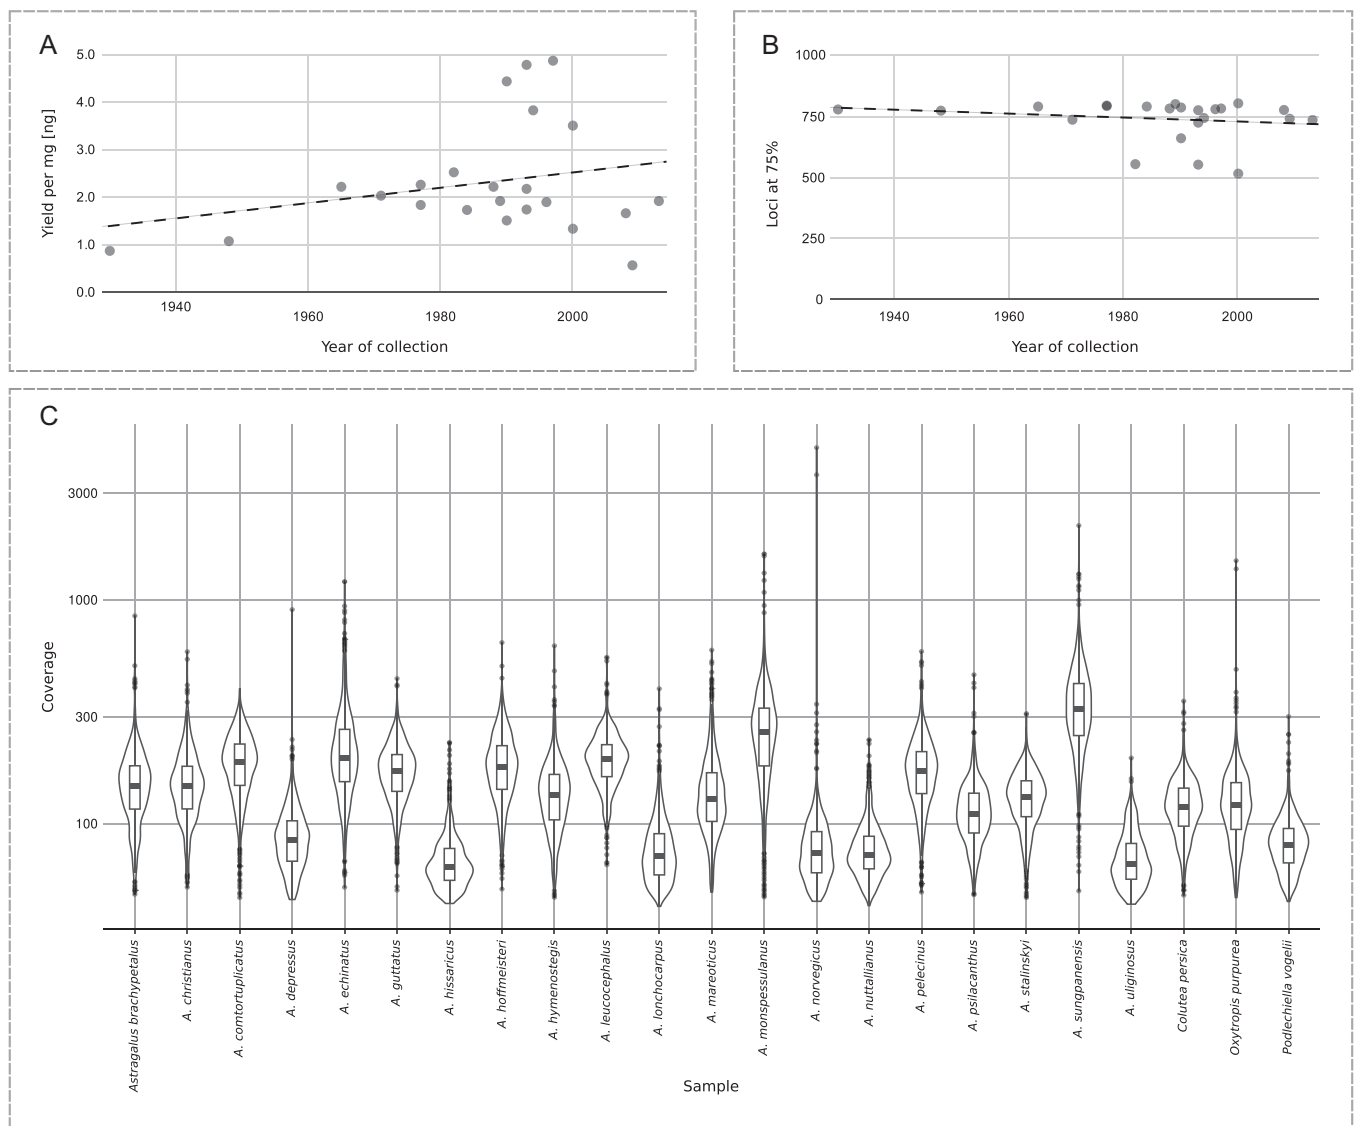 A
5.0
4.0
3.0
2.0
1.0
0.0
Yield per mg [ng]
1940
1960
1980
2000
Year of collection
B
1000
750
500
250
0
Loci at 75%
1940
1960
1980
2000
Year of collection
C
3000
1000
300
100
Coverage
Astragalus brachypetalus
A. christianus
A. comtortuplicatus
A. depressus
A. echinatus
A. guttatus
A. hissaricus
A. hoffmeisteri
A. hymenostegis
A. leucocephalus
A. lonchocarpus
A. mareoticus
A. monspessulanus
A. norvegicus
A. nuttallianus
A. pelecinus
A. psilacanthus
A. stalinskyi
A. sungpanensis
A. uliginosus
Colutea persica
Oxytropis purpurea
Podlechiella vogelii
Sample